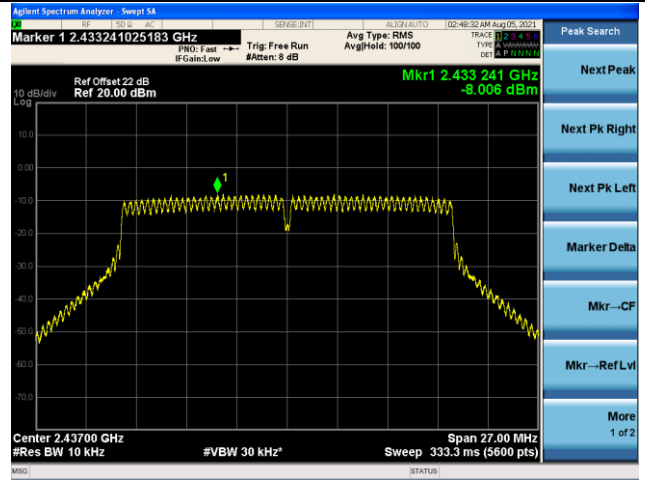 Agilent Spectrum Analyzer - Swept SA
RF 50 Ω AC SENSE:INT ALIGNAUTO 02:48:32 AM Aug 05, 2021
Marker 1 2.433241025183 GHz
PNO: Fast Trig: Free Run
IFGain:Low #Atten: 8 dB
Avg Type: RMS
Avg|Hold: 100/100
TRACE 1 2 3 4 5 6
TYPE A
DET A P N N N N
Peak Search
Mkr1 2.433 241 GHz
-8.006 dBm
Ref Offset 22 dB
10 dB/div Ref 20.00 dBm
Log
10.0
0.00
-10.0
-20.0
-30.0
-40.0
-50.0
-60.0
-70.0
1
Next Peak
Next Pk Right
Next Pk Left
Marker Delta
Mkr→CF
Mkr→Ref Lvl
More
1 of 2
Center 2.43700 GHz Span 27.00 MHz
#Res BW 10 kHz #VBW 30 kHz* Sweep 333.3 ms (5600 pts)
MSG STATUS